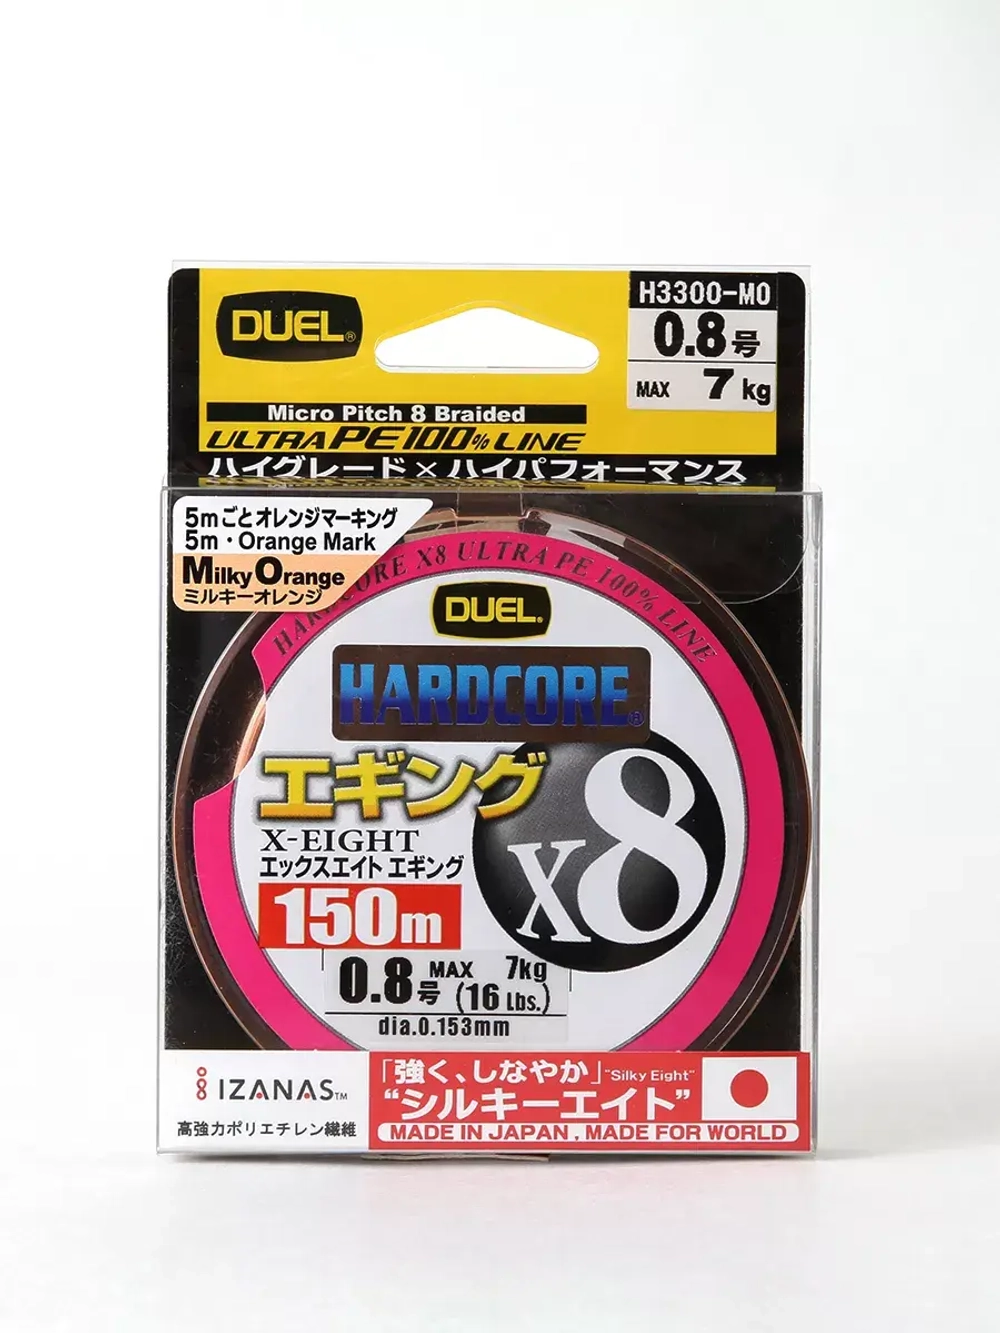 DUEL®
H3300-MO
0.8号
MAX 7kg
Micro Pitch 8 Braided
ULTRA PE100% LINE
ハイグレード×ハイパフォーマンス
5mごとオレンジマーキング
5m・Orange Mark
Milky Orange
ミルキーオレンジ
HARDCORE X8 ULTRA PE 100% LINE
DUEL®
HARDCORE®
エギング
X-EIGHT
x8
エックスエイト エギング
150m
0.8号 MAX 7kg
(16 Lbs.)
dia.0.153mm
IZANAS™
高強力ポリエチレン繊維
「強く、しなやか」"Silky Eight"
"シルキーエイト"
MADE IN JAPAN, MADE FOR WORLD